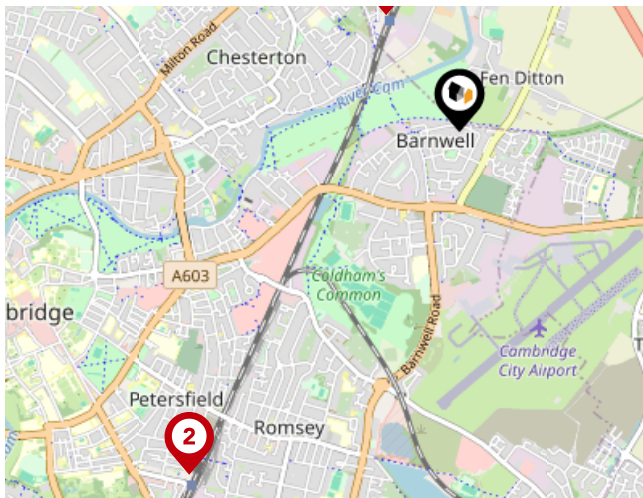 Milton Road
Chesterton
River Cam
Fen Ditton
Barnwell
A603
Coldham's
Common
bridge
Barnwell Road
Cambridge
City Airport
T
Petersfield
2
Romsey